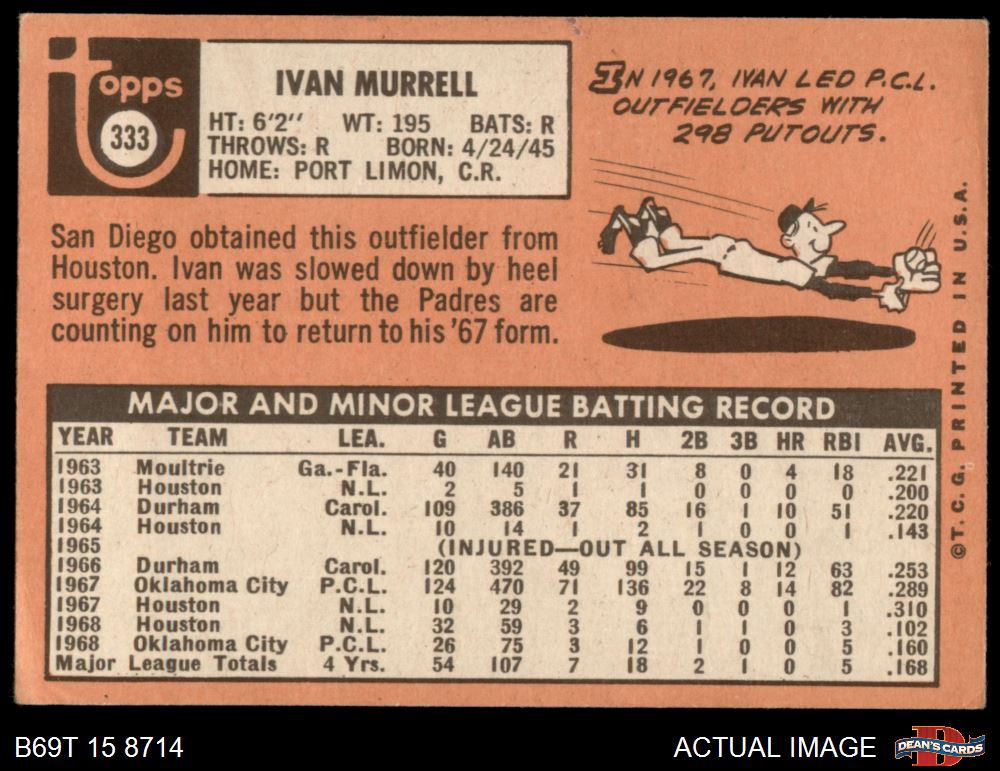 topps
333
IVAN MURRELL
HT: 6'2" WT: 195 BATS: R
THROWS: R BORN: 4/24/45
HOME: PORT LIMON, C.R.
IN 1967, IVAN LED P.C.L.
OUTFIELDERS WITH
298 PUTOUTS.
San Diego obtained this outfielder from
Houston. Ivan was slowed down by heel
surgery last year but the Padres are
counting on him to return to his '67 form.
©T.C.G. PRINTED IN U.S.A.
MAJOR AND MINOR LEAGUE BATTING RECORD
YEAR TEAM LEA. G AB R H 2B 3B HR RBI AVG.
1963 Moultrie Ga.-Fla. 40 140 21 31 8 0 4 18 .221
1963 Houston N.L. 2 5 1 1 0 0 0 0 .200
1964 Durham Carol. 109 386 37 85 16 1 10 51 .220
1964 Houston N.L. 10 14 1 2 1 0 0 1 .143
1965 (INJURED—OUT ALL SEASON)
1966 Durham Carol. 120 392 49 99 15 1 12 63 .253
1967 Oklahoma City P.C.L. 124 470 71 136 22 8 14 82 .289
1967 Houston N.L. 10 29 2 9 0 0 0 1 .310
1968 Houston N.L. 32 59 3 6 1 1 0 3 .102
1968 Oklahoma City P.C.L. 26 75 3 12 1 0 0 5 .160
Major League Totals 4 Yrs. 54 107 7 18 2 1 0 5 .168
B69T 15 8714
ACTUAL IMAGE
DEAN'S CARDS